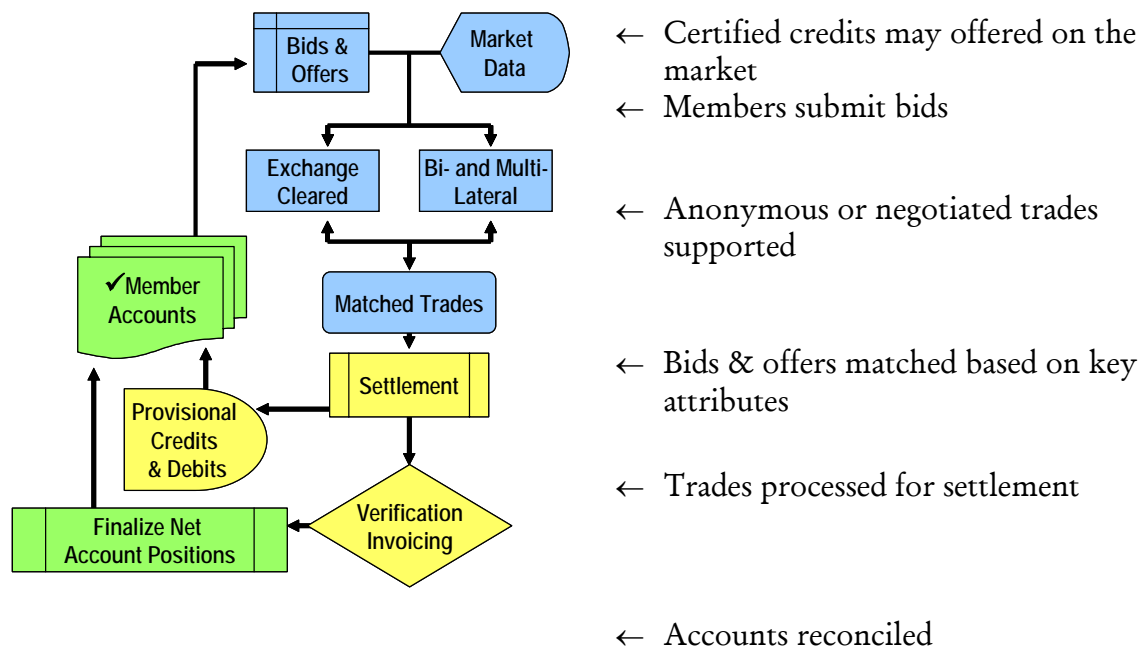 Bids &
Offers
Market
Data
← Certified credits may offered on the
market
← Members submit bids
Exchange
Cleared
Bi- and Multi-
Lateral
← Anonymous or negotiated trades
supported
✓Member
Accounts
Matched Trades
Settlement
← Bids & offers matched based on key
attributes
Provisional
Credits
& Debits
← Trades processed for settlement
Verification
Invoicing
Finalize Net
Account Positions
← Accounts reconciled